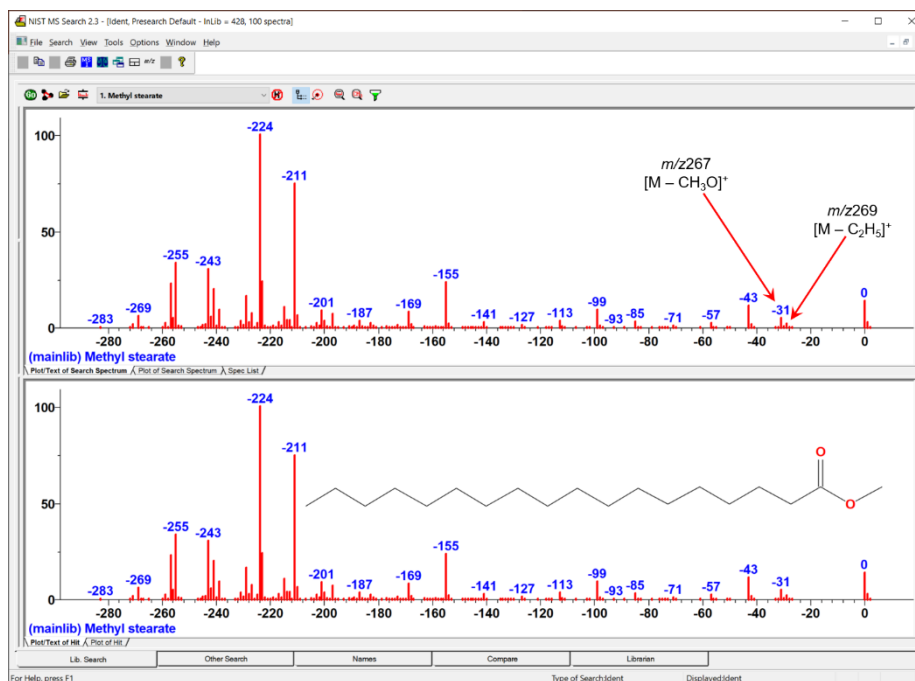 NIST MS Search 2.3 - [Ident, Presearch Default - InLib = 428, 100 spectra]
File Search View Tools Options Window Help
m/z ?
1. Methyl stearate
100
50
0
-283 -269 -255 -243 -224 -211 -201 -187 -169 -155 -141 -127 -113 -99 -93 -85 -71 -57 -43 -31 0
m/z267
[M – CH₃O]⁺
m/z269
[M – C₂H₅]⁺
-280 -260 -240 -220 -200 -180 -160 -140 -120 -100 -80 -60 -40 -20 0
(mainlib) Methyl stearate
Plot/Text of Search Spectrum Plot of Search Spectrum Spec List
100
50
0
-283 -269 -255 -243 -224 -211 -201 -187 -169 -155 -141 -127 -113 -99 -93 -85 -71 -57 -43 -31 0
O
O
-280 -260 -240 -220 -200 -180 -160 -140 -120 -100 -80 -60 -40 -20 0
(mainlib) Methyl stearate
Plot/Text of Hit Plot of Hit
Lib. Search Other Search Names Compare Librarian
For Help, press F1 Type of Search:Ident Displayed:Ident